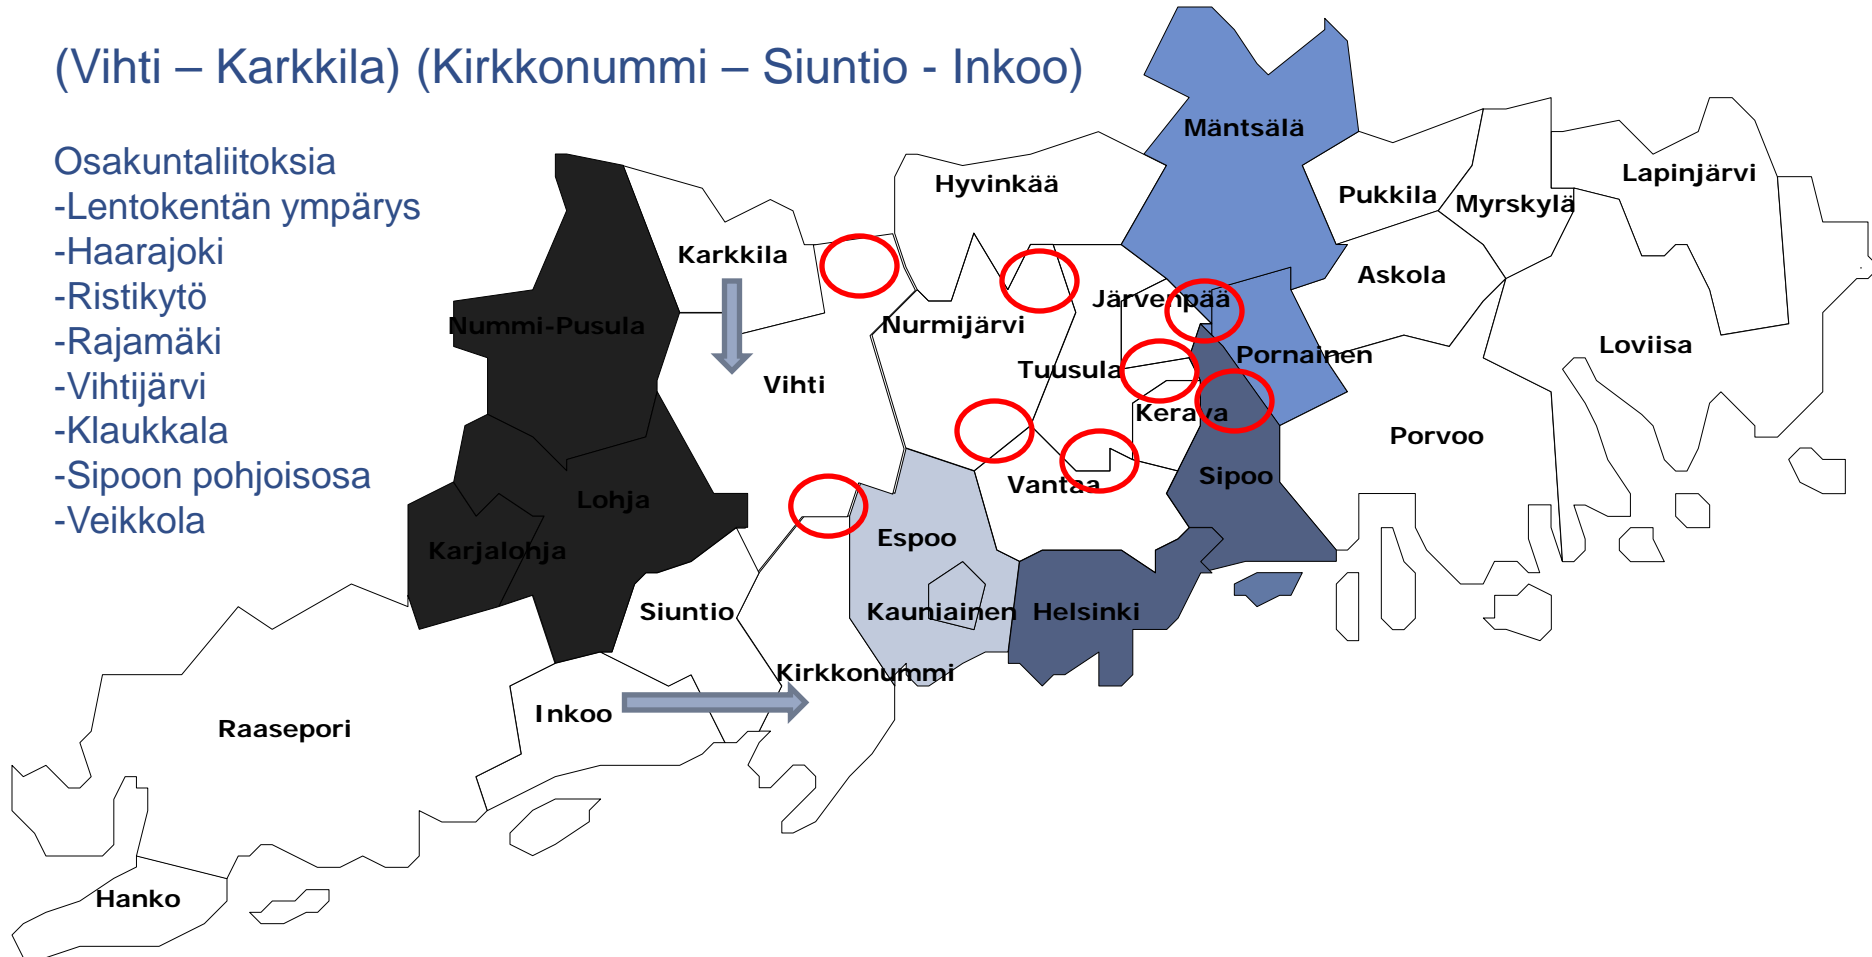 (Vihti – Karkkila) (Kirkkonummi – Siuntio - Inkoo)
Osakuntaliitoksia
-Lentokentän ympärys
-Haarajoki
-Ristikytö
-Rajamäki
-Vihtijärvi
-Klaukkala
-Sipoon pohjoisosa
-Veikkola
Mäntsälä
Lapinjärvi
Hyvinkää
Pukkila
Myrskylä
Karkkila
Askola
Järvenpää
Nummi-Pusula
Nurmijärvi
Loviisa
Pornainen
Tuusula
Vihti
Kerava
Porvoo
Sipoo
Vantaa
Lohja
Espoo
Karjalohja
Siuntio
Kauniainen
Helsinki
Kirkkonummi
Inkoo
Raasepori
Hanko